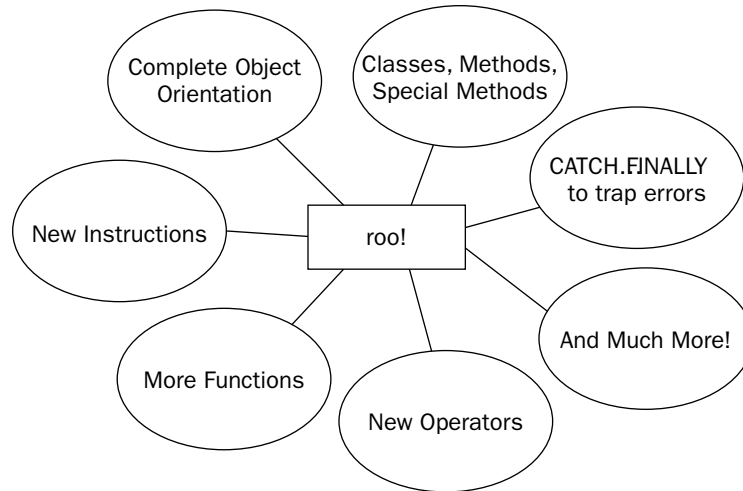 Complete Object
Orientation
Classes, Methods,
Special Methods
CATCH..FINALLY
to trap errors
New Instructions
roo!
And Much More!
More Functions
New Operators